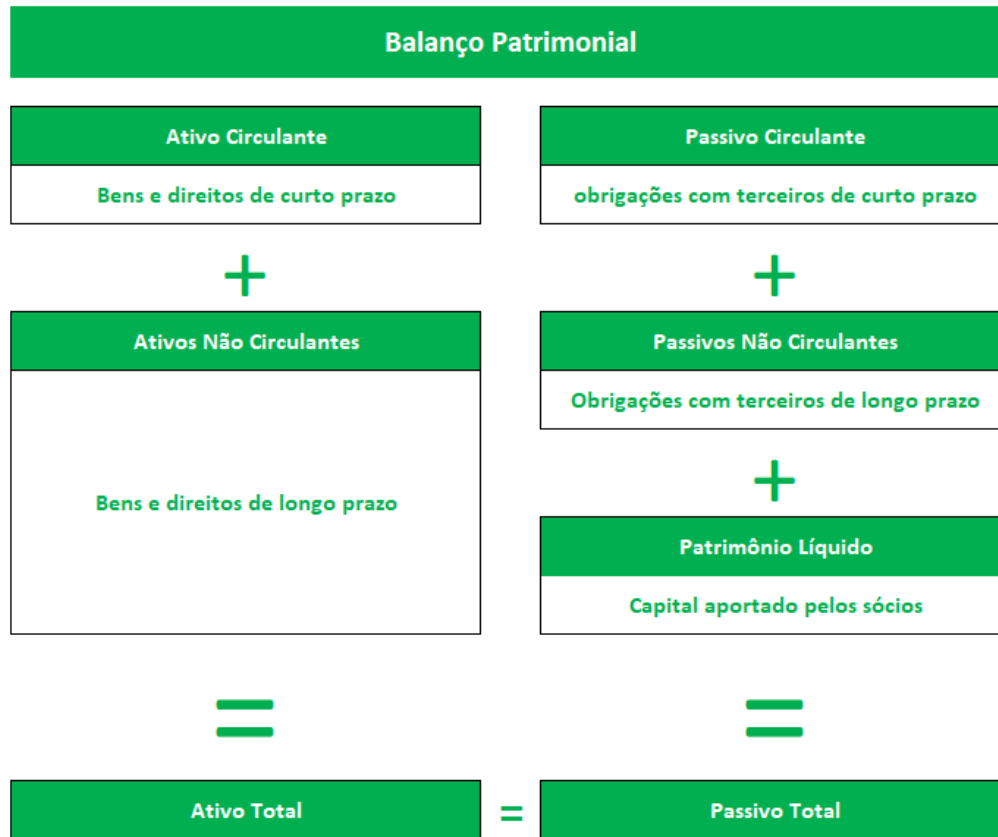 Balanço Patrimonial
Ativo Circulante
Bens e direitos de curto prazo
+
Ativos Não Circulantes
Bens e direitos de longo prazo
=
Ativo Total
=
Passivo Circulante
obrigações com terceiros de curto prazo
+
Passivos Não Circulantes
Obrigações com terceiros de longo prazo
+
Patrimônio Líquido
Capital aportado pelos sócios
=
Passivo Total